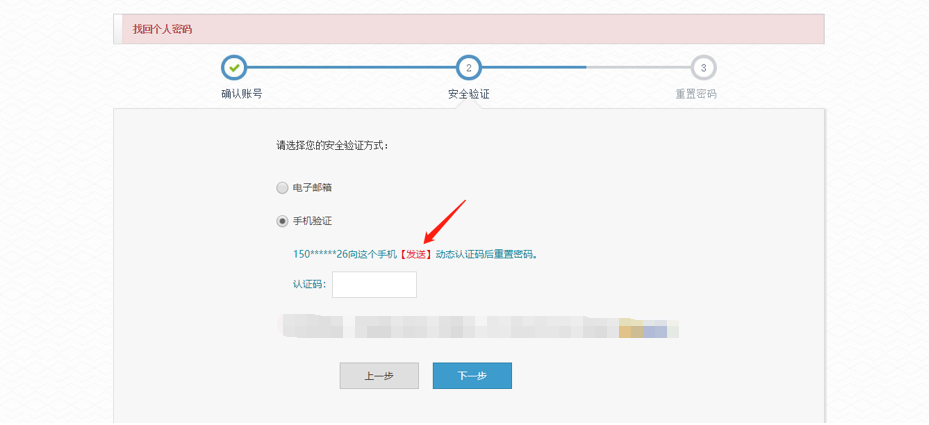 找回个人密码
2
3
确认账号
安全验证
重置密码
请选择您的安全验证方式：
电子邮箱
手机验证
150******26向这个手机【发送】动态认证码后重置密码。
认证码：
上一步
下一步